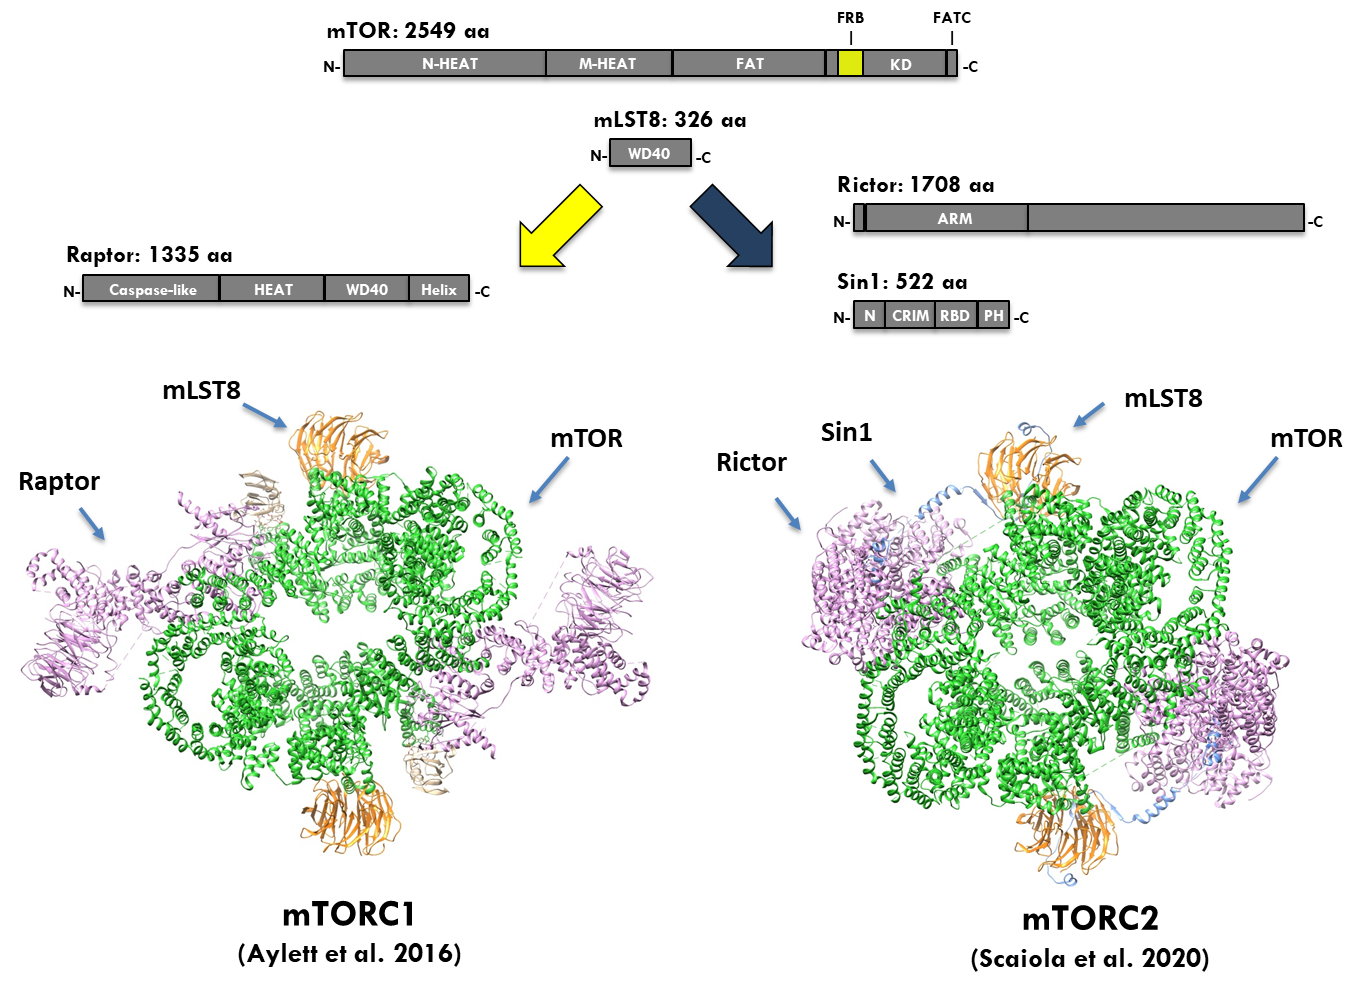 FRB FATC
mTOR: 2549 aa
N- N-HEAT M-HEAT FAT KD -C
mLST8: 326 aa
N- WD40 -C
Rictor: 1708 aa
N- ARM -C
Raptor: 1335 aa
N- Caspase-like HEAT WD40 Helix -C
Sin1: 522 aa
N- N CRIM RBD PH -C
mLST8
mTOR
Raptor
mLST8
Sin1
mTOR
Rictor
mTORC1
(Aylett et al. 2016)
mTORC2
(Scaiola et al. 2020)